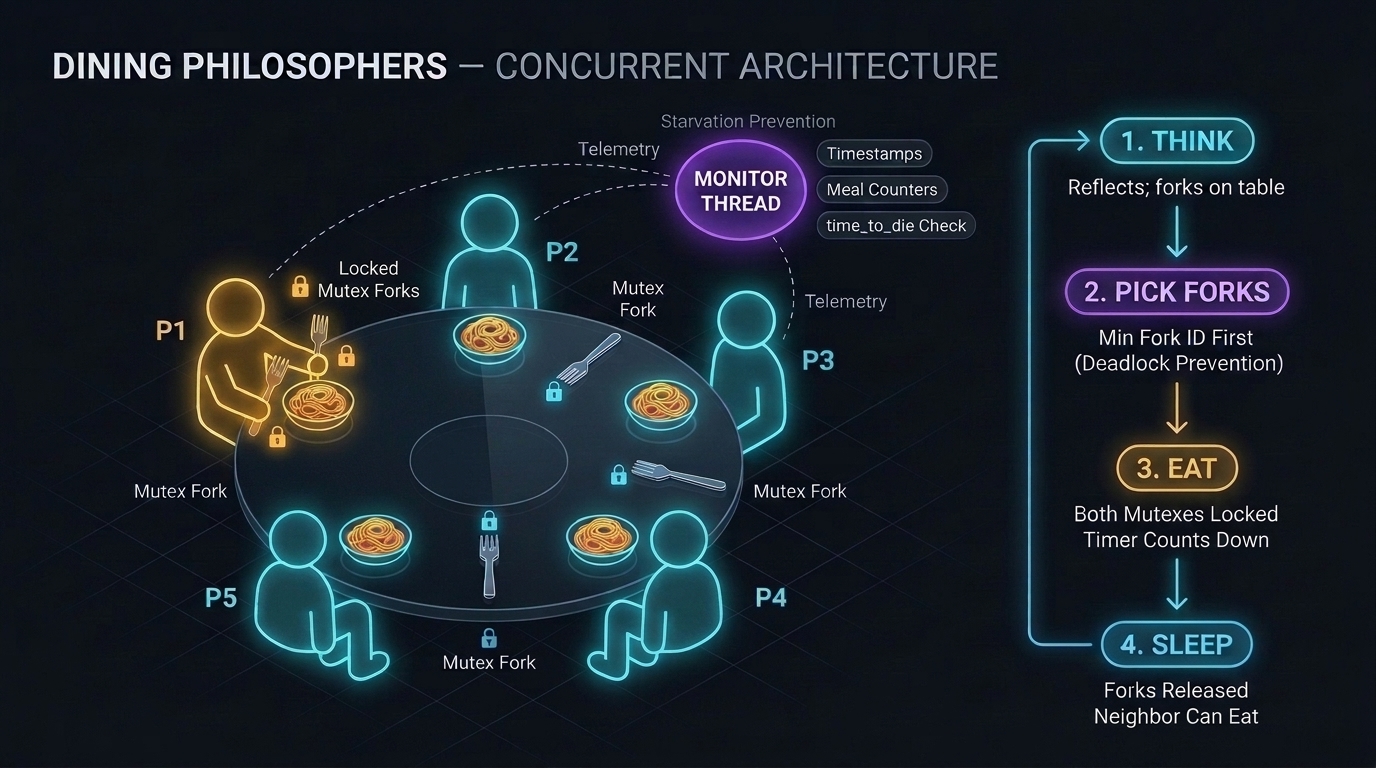 DINING PHILOSOPHERS — CONCURRENT ARCHITECTURE
Starvation Prevention
Telemetry
MONITOR
THREAD
Timestamps
Meal Counters
time_to_die Check
P2
Locked
Mutex Forks
Mutex
Fork
Telemetry
P1
P3
Mutex Fork
Mutex Fork
P5
P4
Mutex Fork
1. THINK
Reflects; forks on table
2. PICK FORKS
Min Fork ID First
(Deadlock Prevention)
3. EAT
Both Mutexes Locked
Timer Counts Down
4. SLEEP
Forks Released
Neighbor Can Eat